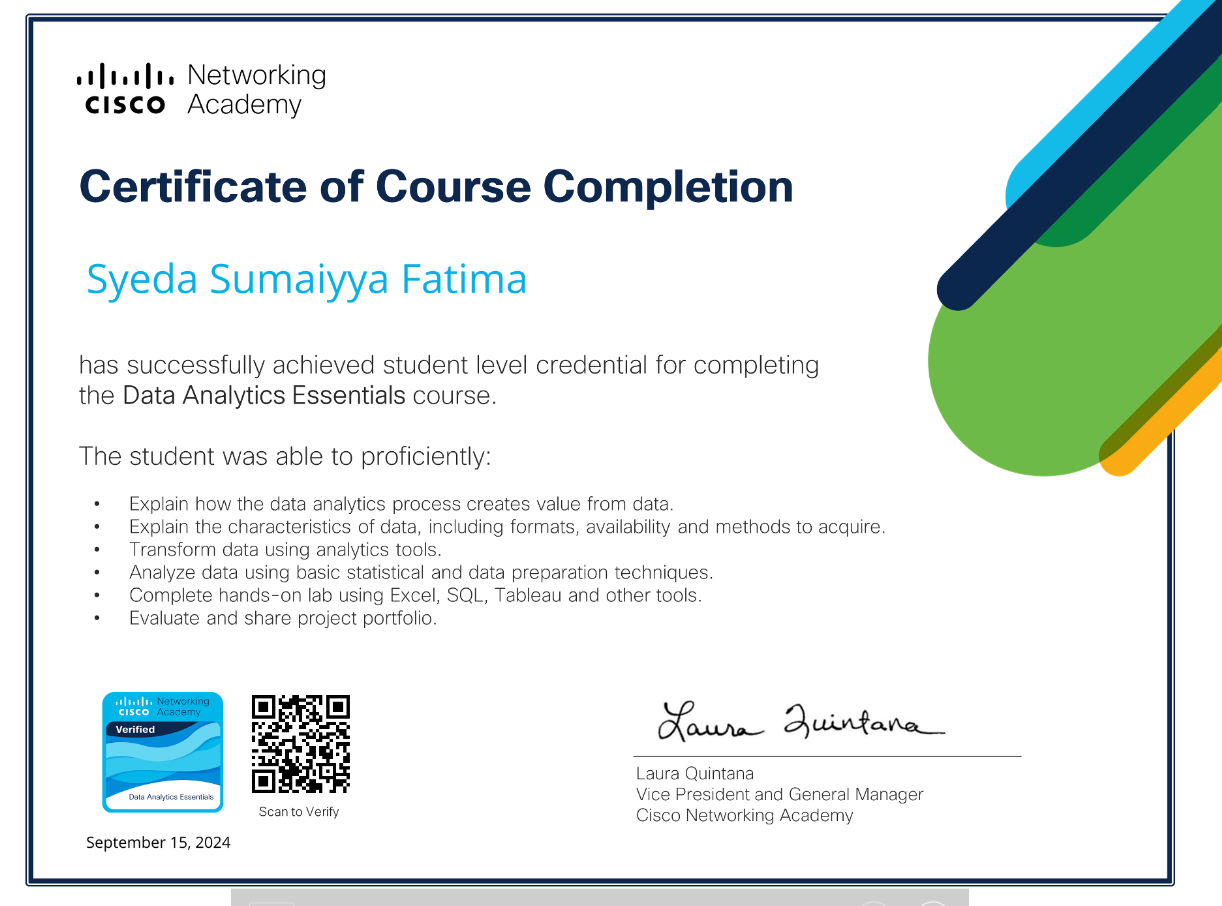 Networking
CISCO Academy
Certificate of Course Completion
Syeda Sumaiyya Fatima
has successfully achieved student level credential for completing
the Data Analytics Essentials course.
The student was able to proficiently:
• Explain how the data analytics process creates value from data.
• Explain the characteristics of data, including formats, availability and methods to acquire.
• Transform data using analytics tools.
• Analyze data using basic statistical and data preparation techniques.
• Complete hands-on lab using Excel, SQL, Tableau and other tools.
• Evaluate and share project portfolio.
Networking
CISCO Academy
Verified
Data Analytics Essentials
Scan to Verify
September 15, 2024
Laura Quintana
Laura Quintana
Vice President and General Manager
Cisco Networking Academy